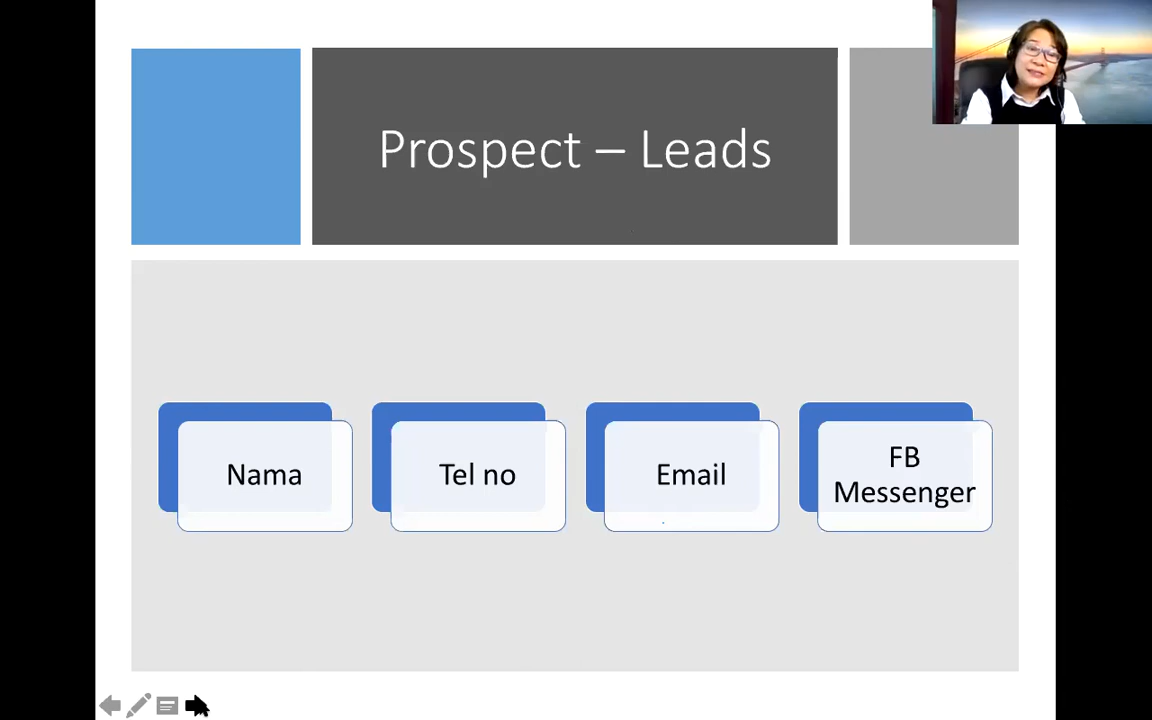 Prospect – Leads
Nama
Tel no
Email
FB
Messenger